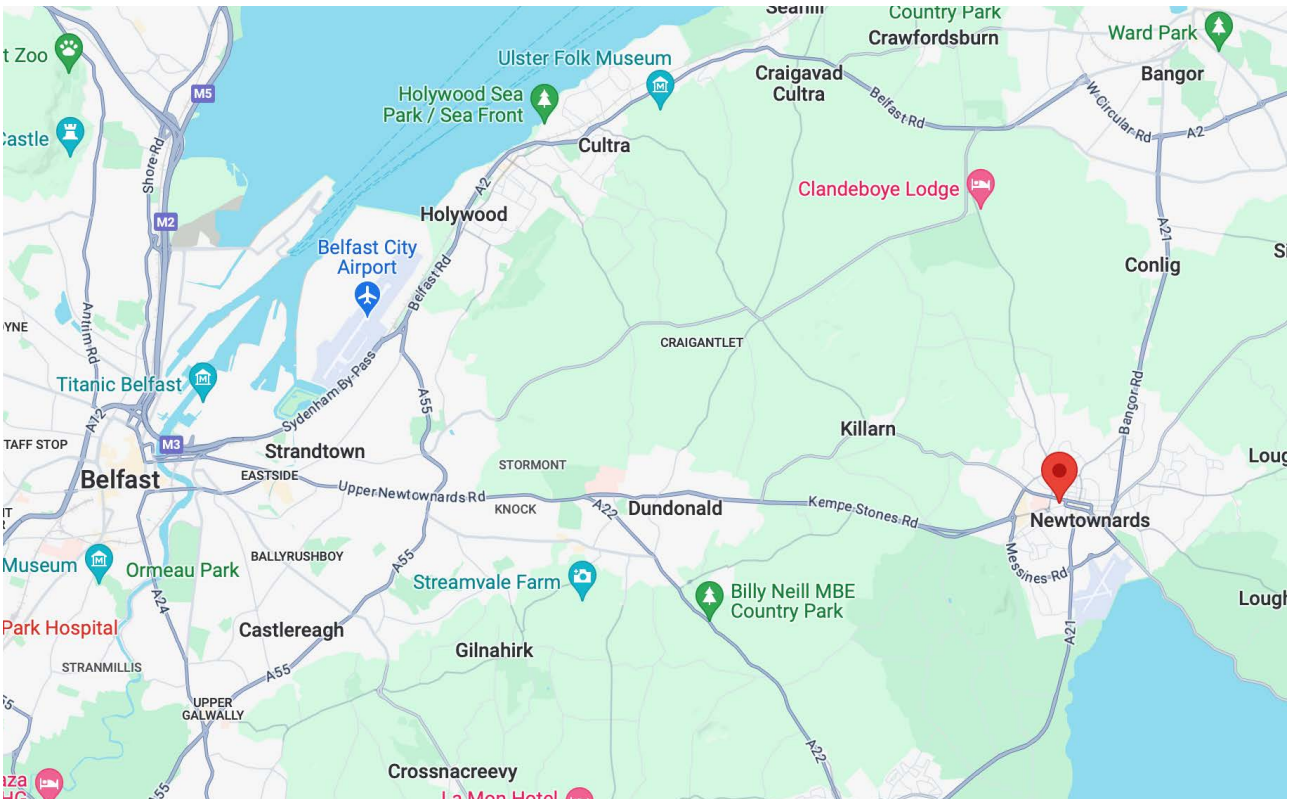 Seahill
Country Park
Crawfordsburn
Ward Park
t Zoo
Ulster Folk Museum
Craigavad
Cultra
Bangor
M5
Holywood Sea
Park / Sea Front
Belfast Rd
W Circular Rd
A2
Castle
Shore Rd
Cultra
A2
Clandeboye Lodge
Holywood
M2
A21
Belfast City
Airport
Belfast Rd
Conlig
Si
Antrim Rd
OYNE
CRAIGANTLET
Titanic Belfast
Sydenham By-Pass
A55
Bangor Rd
A12
Killarn
TAFF STOP
M3
Strandtown
Loug
Belfast
EASTSIDE
STORMONT
Upper Newtownards Rd
KNOCK
A22
Dundonald
Kempe Stones Rd
Newtownards
BALLYRUSHBOY
A55
Messines Rd
Museum
Ormeau Park
Streamvale Farm
Billy Neill MBE
Country Park
A24
Lough
Park Hospital
Castlereagh
A21
Gilnahirk
STRANMILLIS
A55
UPPER
GALWALLY
A22
Crossnacreevy
aza
HG
A55
La Mon Hotel